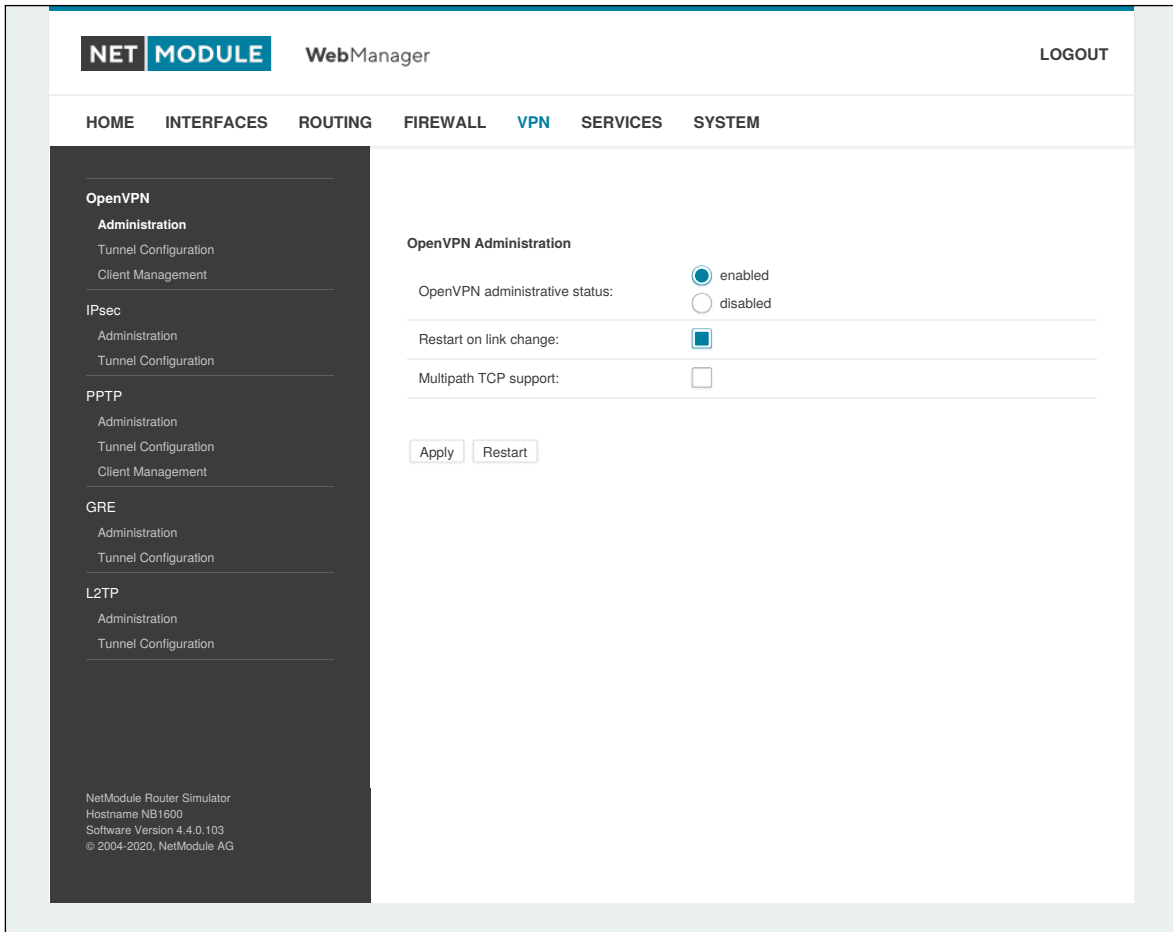 NET MODULE WebManager LOGOUT
HOME INTERFACES ROUTING FIREWALL VPN SERVICES SYSTEM
OpenVPN
Administration
Tunnel Configuration
Client Management
IPsec
Administration
Tunnel Configuration
PPTP
Administration
Tunnel Configuration
Client Management
GRE
Administration
Tunnel Configuration
L2TP
Administration
Tunnel Configuration
NetModule Router Simulator
Hostname NB1600
Software Version 4.4.0.103
© 2004-2020, NetModule AG
OpenVPN Administration
OpenVPN administrative status:
enabled
disabled
Restart on link change:
Multipath TCP support:
Apply Restart